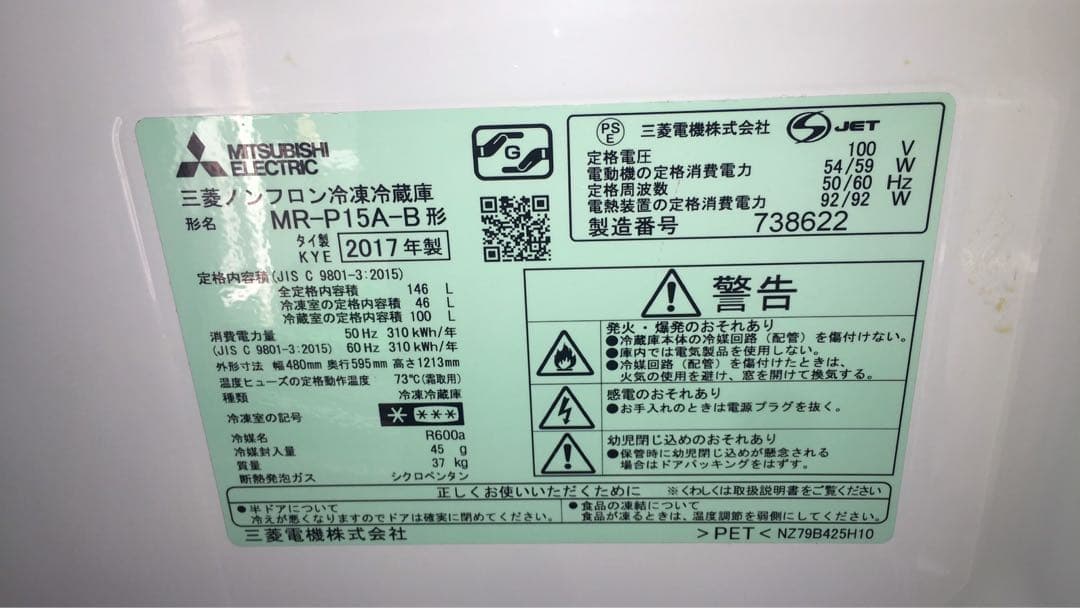 MITSUBISHI
ELECTRIC
三菱ノンフロン冷凍冷蔵庫
形名 MR-P15A-B形
タイ製
KYE 2017年製
G
PS
E 三菱電機株式会社 JET
定格電圧 100 V
電動機の定格消費電力 54/59 W
定格周波数 50/60 Hz
電熱装置の定格消費電力 92/92 W
製造番号 738622
定格内容積(JIS C 9801-3:2015)
全定格内容積 146 L
冷凍室の定格内容積 46 L
冷蔵室の定格内容積 100 L
消費電力量 50Hz 310kWh/年
(JIS C 9801-3:2015) 60Hz 310kWh/年
外形寸法 幅480mm 奥行595mm 高さ1213mm
温度ヒューズの定格動作温度 73℃(霜取用)
種類 冷凍冷蔵庫
冷凍室の記号 * ***
冷媒名 R600a
冷媒封入量 45 g
質量 37 kg
断熱発泡ガス シクロペンタン
警告
発火・爆発のおそれあり
●冷蔵庫本体の冷媒回路(配管)を傷付けない。
●庫内では電気製品を使用しない。
●冷媒回路(配管)を傷付けたときは、
火気の使用を避け、窓を開けて換気する。
感電のおそれあり
●お手入れのときは電源プラグを抜く。
幼児閉じ込めのおそれあり
●保管時に幼児閉じ込めが懸念される
場合はドアパッキングをはずす。
正しくお使いいただくために ※くわしくは取扱説明書をご覧ください
●半ドアについて
冷えが悪くなりますのでドアは確実に閉めてください。
●食品の凍結について
食品が凍るときは、温度調節を弱側にしてください。
三菱電機株式会社 >PET< NZ79B425H10